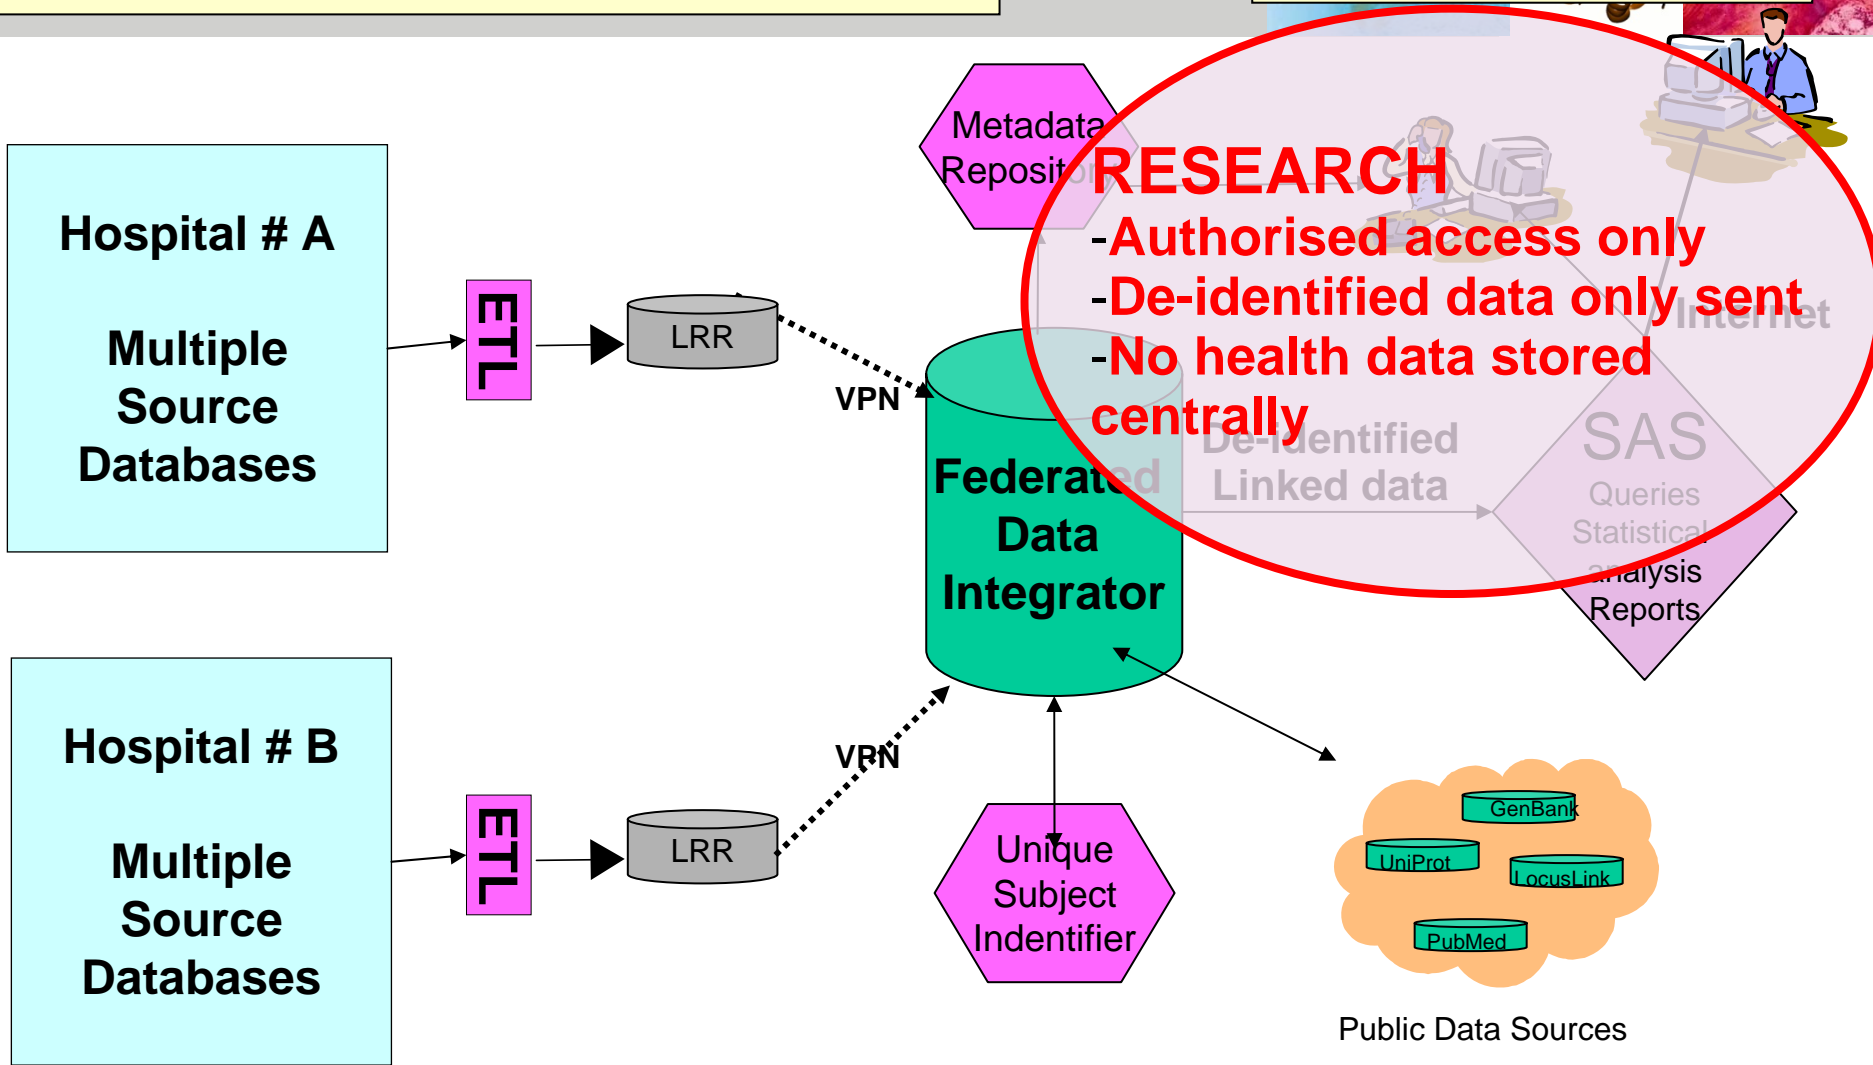 Hospital # A
Multiple
Source
Databases
ETL
LRR
VPN
Metadata
Repository
RESEARCH
-Authorised access only
-De-identified data only sent
-No health data stored
centrally
Internet
De-identified
Linked data
SAS
Queries
Statistical
analysis
Reports
Federated
Data
Integrator
Hospital # B
Multiple
Source
Databases
ETL
LRR
VPN
Unique
Subject
Indentifier
GenBank
UniProt
LocusLink
PubMed
Public Data Sources